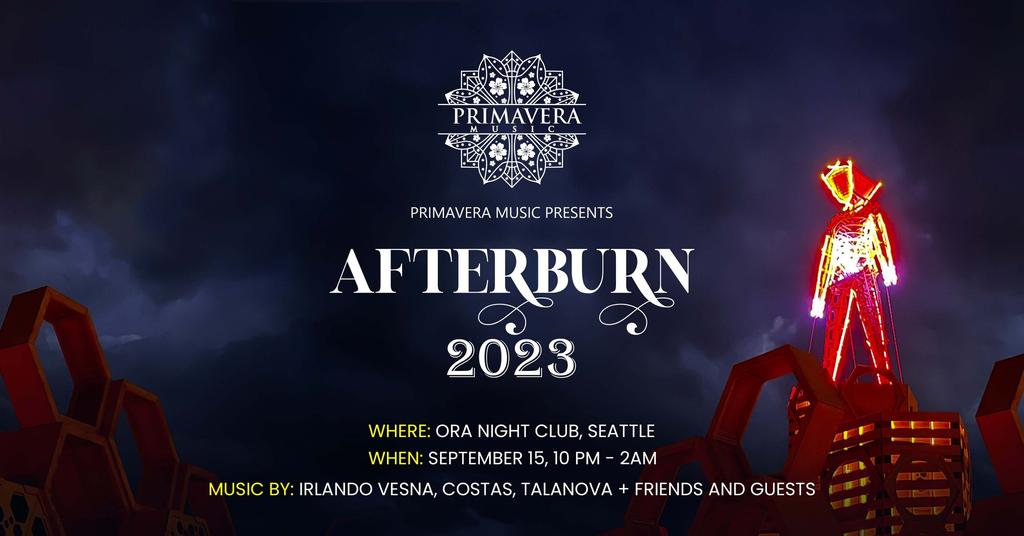 PRIMAVERA
MUSIC
PRIMAVERA MUSIC PRESENTS
AFTERBURN
2023
WHERE: ORA NIGHT CLUB, SEATTLE
WHEN: SEPTEMBER 15, 10 PM - 2AM
MUSIC BY: IRLANDO VESNA, COSTAS, TALANOVA + FRIENDS AND GUESTS